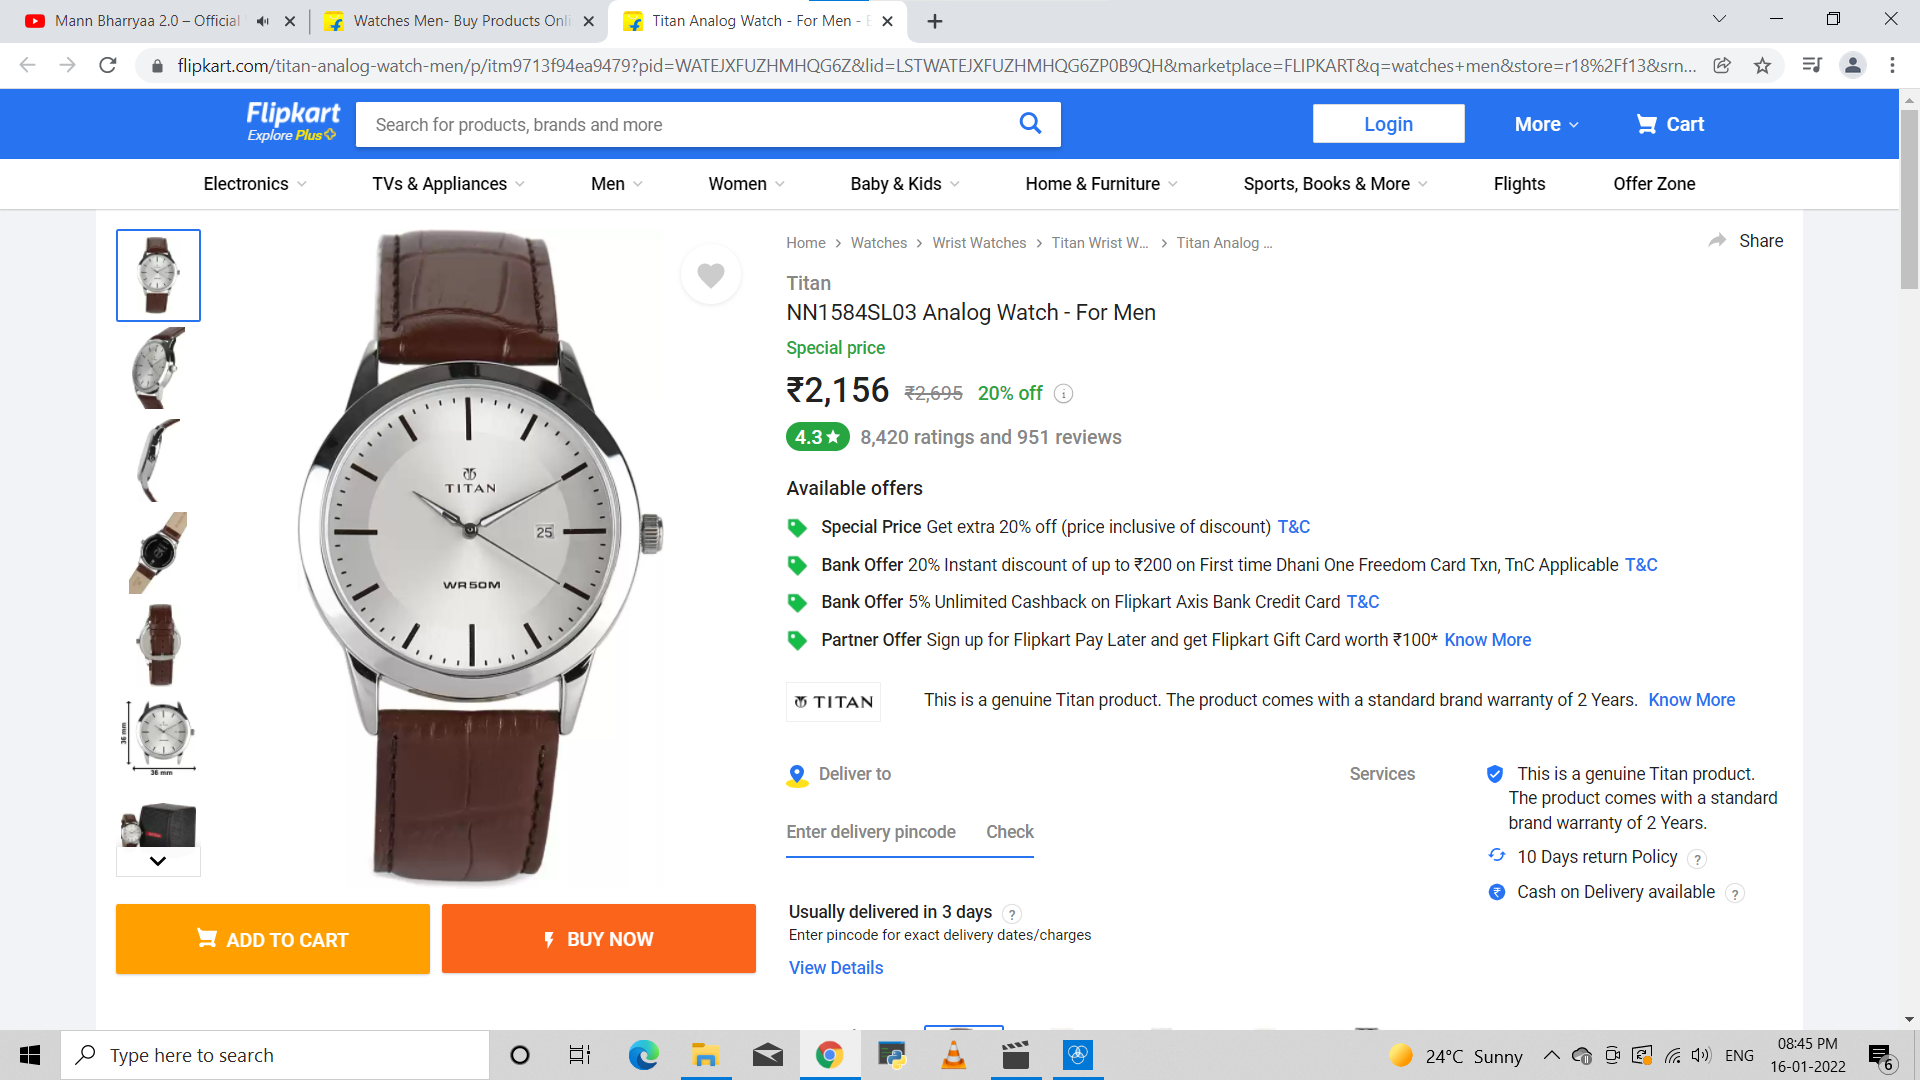 Mann Bharryaa 2.0 – Official
Watches Men- Buy Products Onli
Titan Analog Watch - For Men -
flipkart.com/titan-analog-watch-men/p/itm9713f94ea9479?pid=WATEJXFUZHMHQG6Z&lid=LSTWATEJXFUZHMHQG6ZP0B9QH&marketplace=FLIPKART&q=watches+men&store=r18%2Ff13&srn...
Flipkart
Explore Plus
Search for products, brands and more
Login
More
Cart
Electronics
TVs & Appliances
Men
Women
Baby & Kids
Home & Furniture
Sports, Books & More
Flights
Offer Zone
Home > Watches > Wrist Watches > Titan Wrist W... > Titan Analog ...
Share
Titan
NN1584SL03 Analog Watch - For Men
Special price
₹2,156 ₹2,695 20% off
4.3★ 8,420 ratings and 951 reviews
Available offers
Special Price Get extra 20% off (price inclusive of discount) T&C
Bank Offer 20% Instant discount of up to ₹200 on First time Dhani One Freedom Card Txn, TnC Applicable T&C
Bank Offer 5% Unlimited Cashback on Flipkart Axis Bank Credit Card T&C
Partner Offer Sign up for Flipkart Pay Later and get Flipkart Gift Card worth ₹100* Know More
TITAN
This is a genuine Titan product. The product comes with a standard brand warranty of 2 Years. Know More
TITAN
25
WR50M
36 mm
36 mm
Deliver to
Enter delivery pincode
Check
Usually delivered in 3 days ?
Enter pincode for exact delivery dates/charges
View Details
Services
This is a genuine Titan product.
The product comes with a standard
brand warranty of 2 Years.
10 Days return Policy ?
₹ Cash on Delivery available ?
ADD TO CART
BUY NOW
Type here to search
24°C Sunny
ENG
08:45 PM
16-01-2022
6